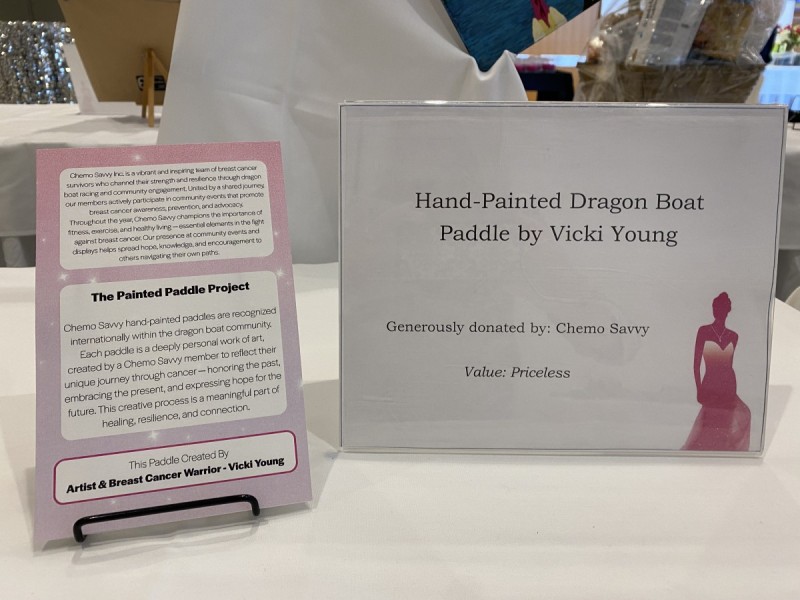 Chemo Savvy Inc. is a vibrant and inspiring team of breast cancer
survivors who channel their strength and resilience through dragon
boat racing and community engagement. United by a shared journey,
our members actively participate in community events that promote
breast cancer awareness, prevention, and advocacy.
Throughout the year, Chemo Savvy champions the importance of
fitness, exercise, and healthy living — essential elements in the fight
against breast cancer. Our presence at community events and
displays helps spread hope, knowledge, and encouragement to
others navigating their own paths.
The Painted Paddle Project
Chemo Savvy hand-painted paddles are recognized
internationally within the dragon boat community.
Each paddle is a deeply personal work of art,
created by a Chemo Savvy member to reflect their
unique journey through cancer — honoring the past,
embracing the present, and expressing hope for the
future. This creative process is a meaningful part of
healing, resilience, and connection.
This Paddle Created By
Artist & Breast Cancer Warrior - Vicki Young
Hand-Painted Dragon Boat
Paddle by Vicki Young
Generously donated by: Chemo Savvy
Value: Priceless